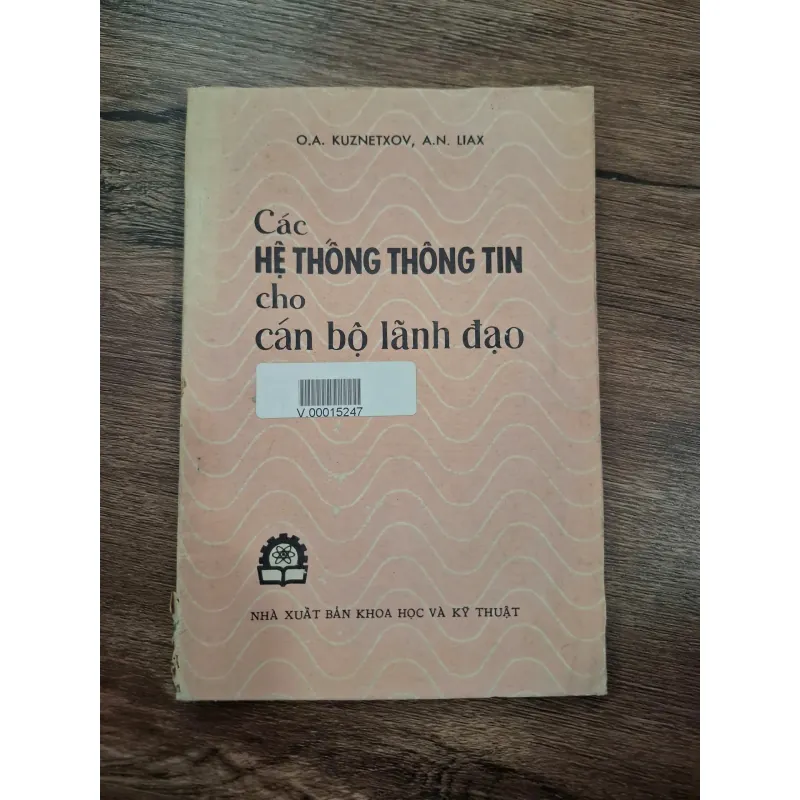 O.A. KUZNETXOV, A.N. LIAX
Các
HỆ THỐNG THÔNG TIN
cho
cán bộ lãnh đạo
V.00015247
NHÀ XUẤT BẢN KHOA HỌC VÀ KỸ THUẬT